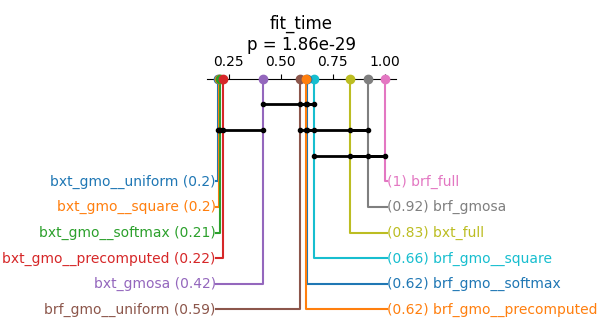 fit_time
p = 1.86e-29
0.25 0.50 0.75 1.00
bxt_gmo__uniform (0.2)
(1) brf_full
bxt_gmo__square (0.2)
(0.92) brf_gmosa
bxt_gmo__softmax (0.21)
(0.83) bxt_full
bxt_gmo__precomputed (0.22)
(0.66) brf_gmo__square
bxt_gmosa (0.42)
(0.62) brf_gmo__softmax
brf_gmo__uniform (0.59)
(0.62) brf_gmo__precomputed